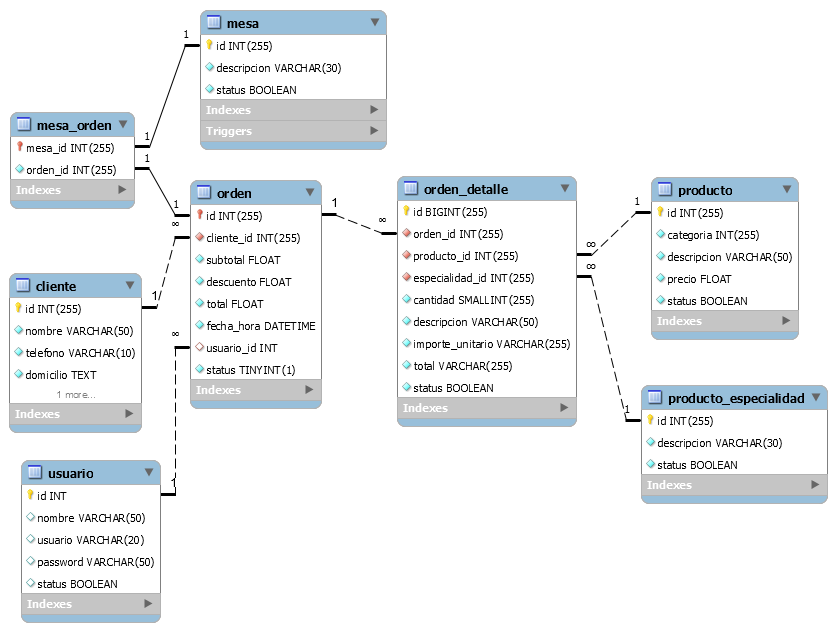 mesa
id INT(255)
descripcion VARCHAR(30)
status BOOLEAN
Indexes
Triggers
1
mesa_orden
mesa_id INT(255)
orden_id INT(255)
Indexes
1
1
orden
id INT(255)
cliente_id INT(255)
subtotal FLOAT
descuento FLOAT
total FLOAT
fecha_hora DATETIME
usuario_id INT
status TINYINT(1)
Indexes
1
∞
∞
1
orden_detalle
id BIGINT(255)
orden_id INT(255)
producto_id INT(255)
especialidad_id INT(255)
cantidad SMALLINT(255)
descripcion VARCHAR(50)
importe_unitario VARCHAR(255)
total VARCHAR(255)
status BOOLEAN
Indexes
∞
∞
∞
producto
id INT(255)
categoria INT(255)
descripcion VARCHAR(50)
precio FLOAT
status BOOLEAN
Indexes
1
cliente
id INT(255)
nombre VARCHAR(50)
telefono VARCHAR(10)
domicilio TEXT
1 more...
Indexes
1
producto_especialidad
id INT(255)
descripcion VARCHAR(30)
status BOOLEAN
Indexes
1
usuario
id INT
nombre VARCHAR(50)
usuario VARCHAR(20)
password VARCHAR(50)
status BOOLEAN
Indexes
1